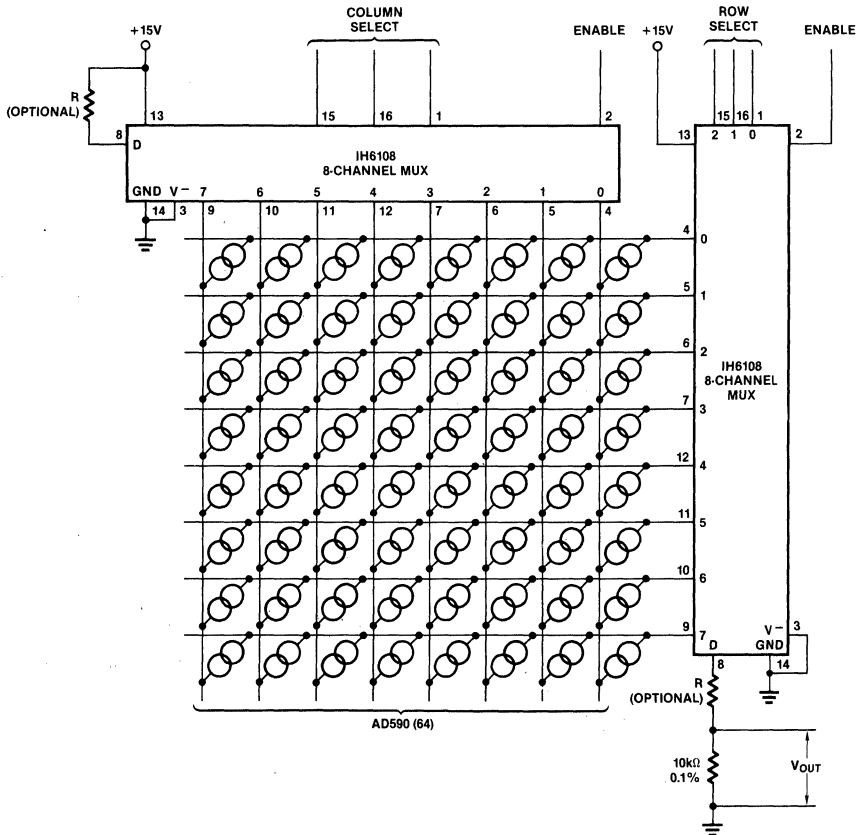 COLUMN
SELECT
ROW
SELECT
+15V
ENABLE
+15V
ENABLE
R
(OPTIONAL)
13
15
16
1
2
8
D
IH6108
8-CHANNEL MUX
GND V– 7 6 5 4 3 2 1 0
14 3 9 10 11 12 7 6 5 4
13
15 16 1
2 1 0
2
4 0
5 1
6 2
7 3
12 4
11 5
10 6
9 7
IH6108
8-CHANNEL
MUX
V– 3
D GND
8 14
R
(OPTIONAL)
AD590 (64)
10kΩ
0.1%
VOUT